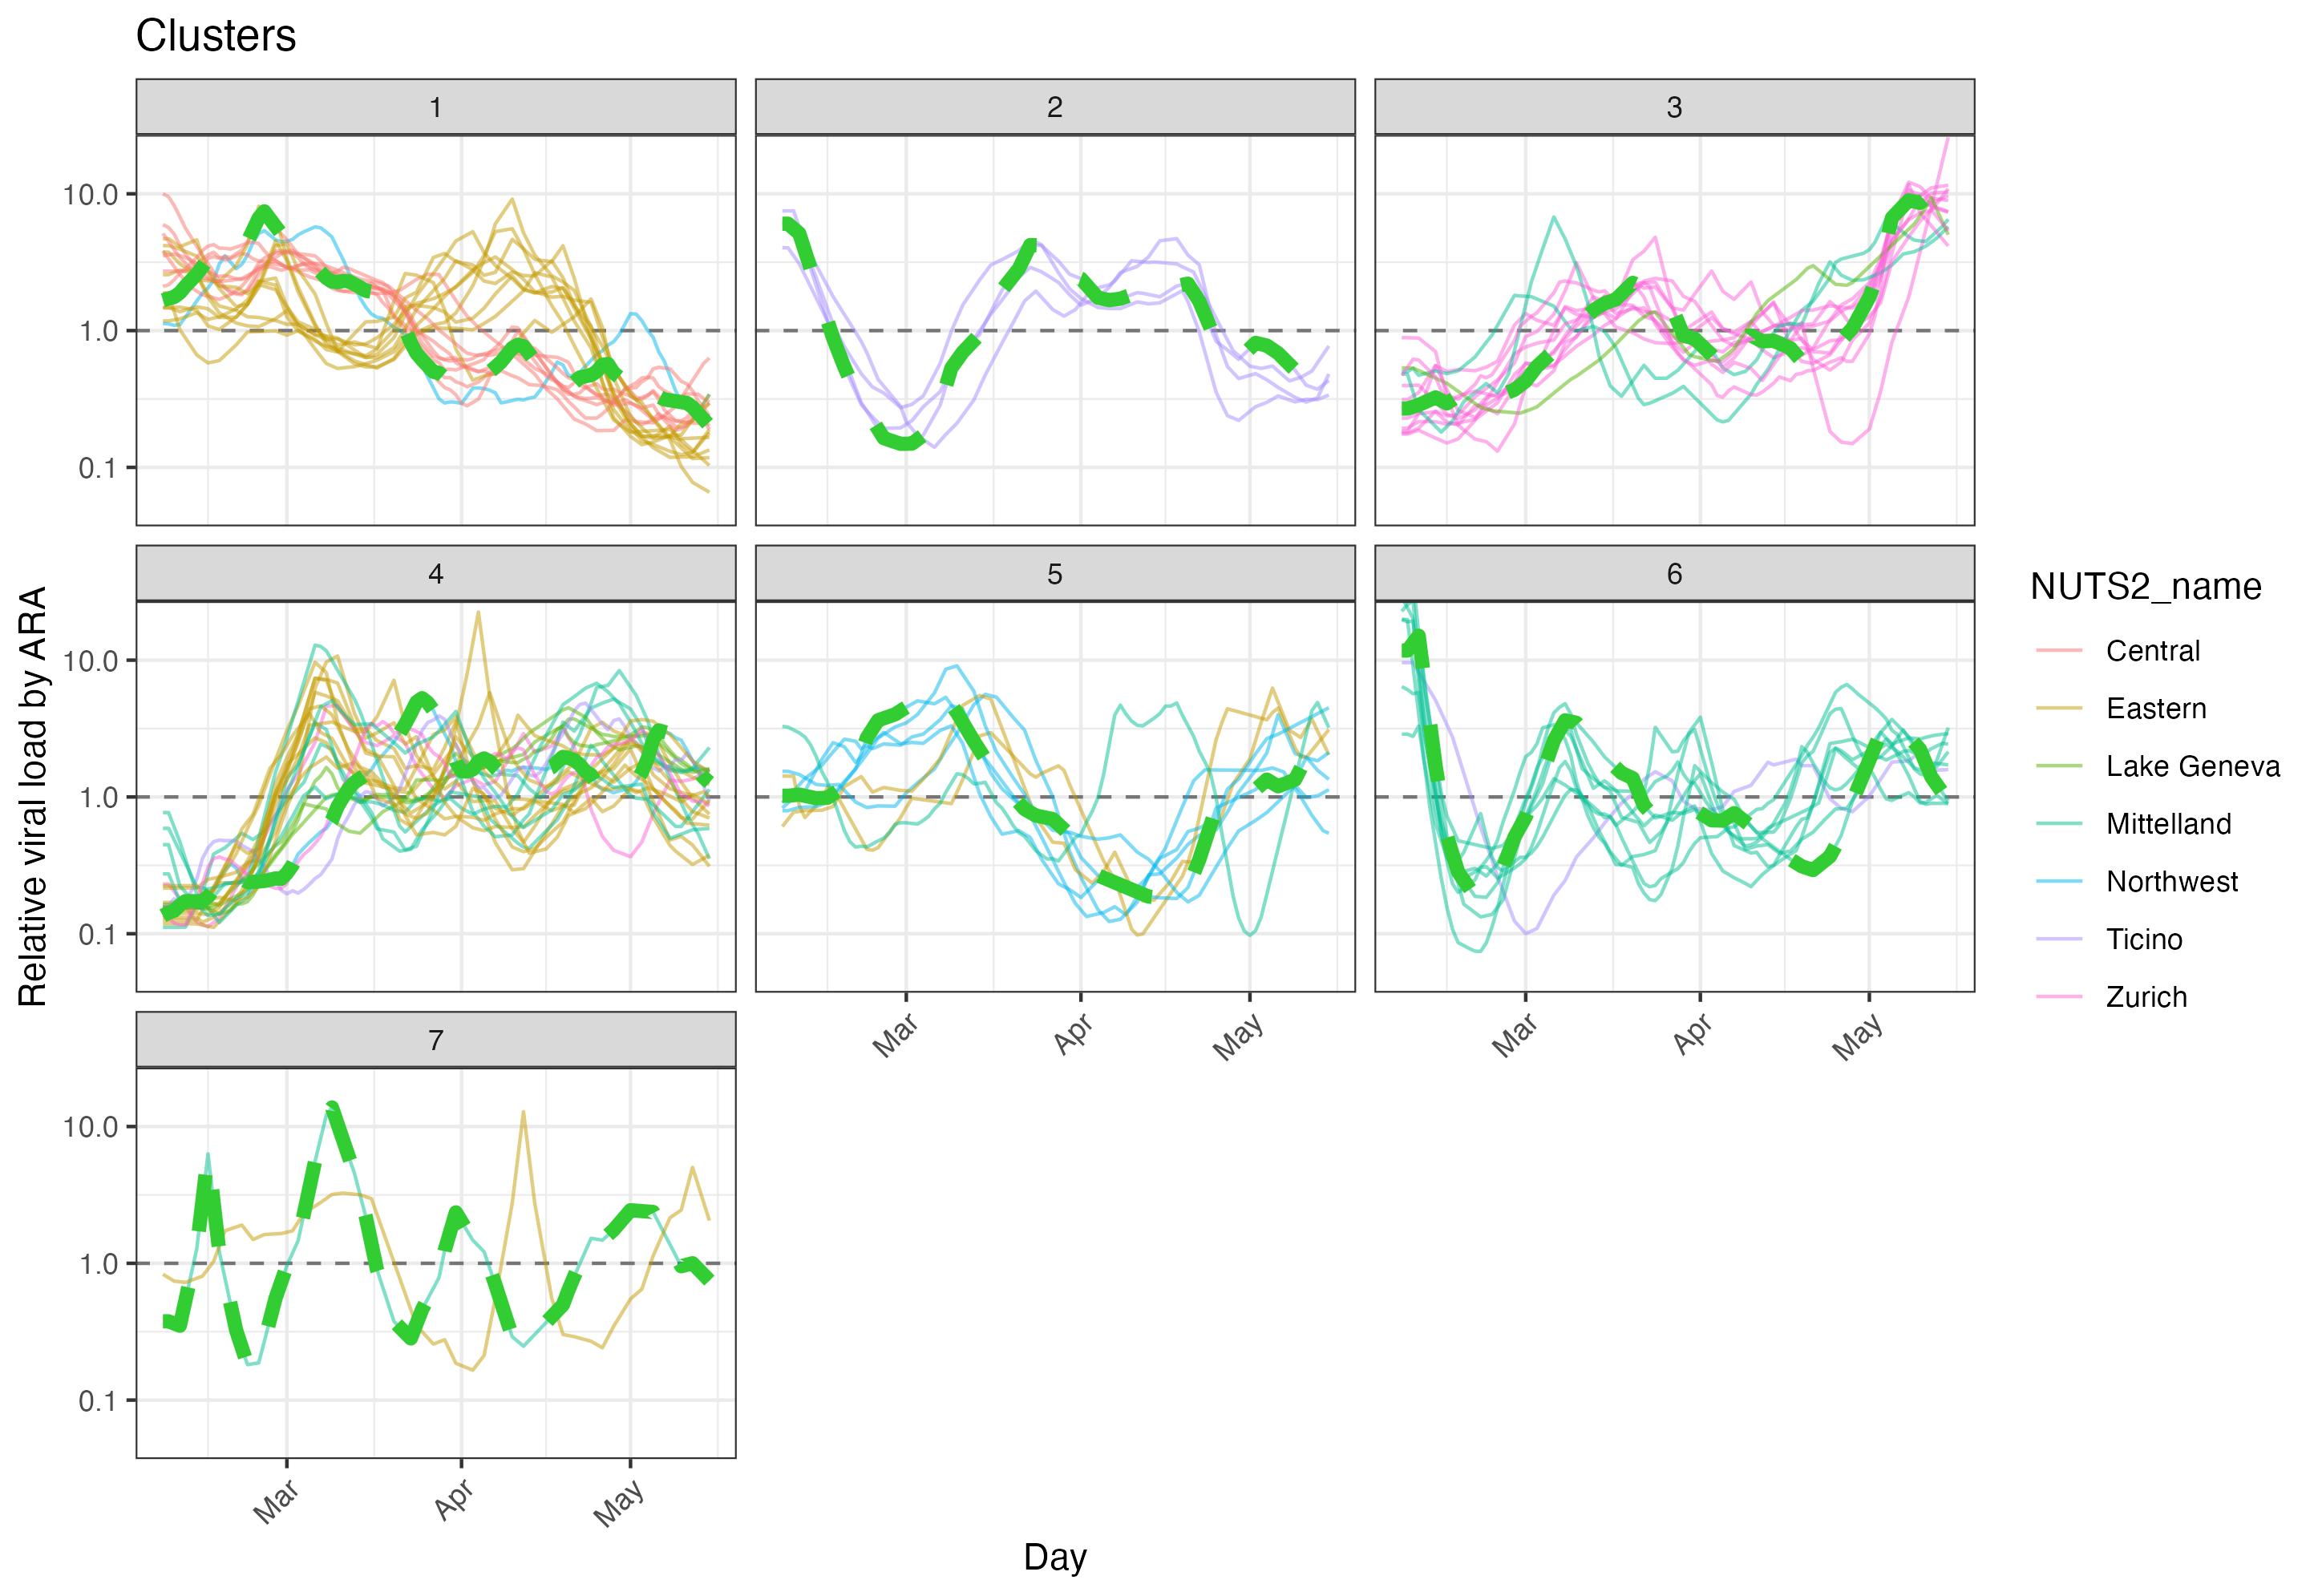 Clusters
1
2
3
10.0
1.0
0.1
4
5
6
10.0
1.0
0.1
Mar
Apr
May
Mar
Apr
May
7
10.0
1.0
0.1
Mar
Apr
May
Relative viral load by ARA
Day
NUTS2_name
Central
Eastern
Lake Geneva
Mittelland
Northwest
Ticino
Zurich